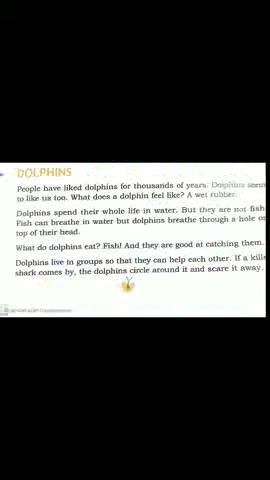 DOLPHINS
People have liked dolphins for thousands of years. Dolphins seem
to like us too. What does a dolphin feel like? A wet rubber.
Dolphins spend their whole life in water. But they are not fish.
Fish can breathe in water but dolphins breathe through a hole on
top of their head.
What do dolphins eat? Fish! And they are good at catching them.
Dolphins live in groups so that they can help each other. If a kille
shark comes by, the dolphins circle around it and scare it away.